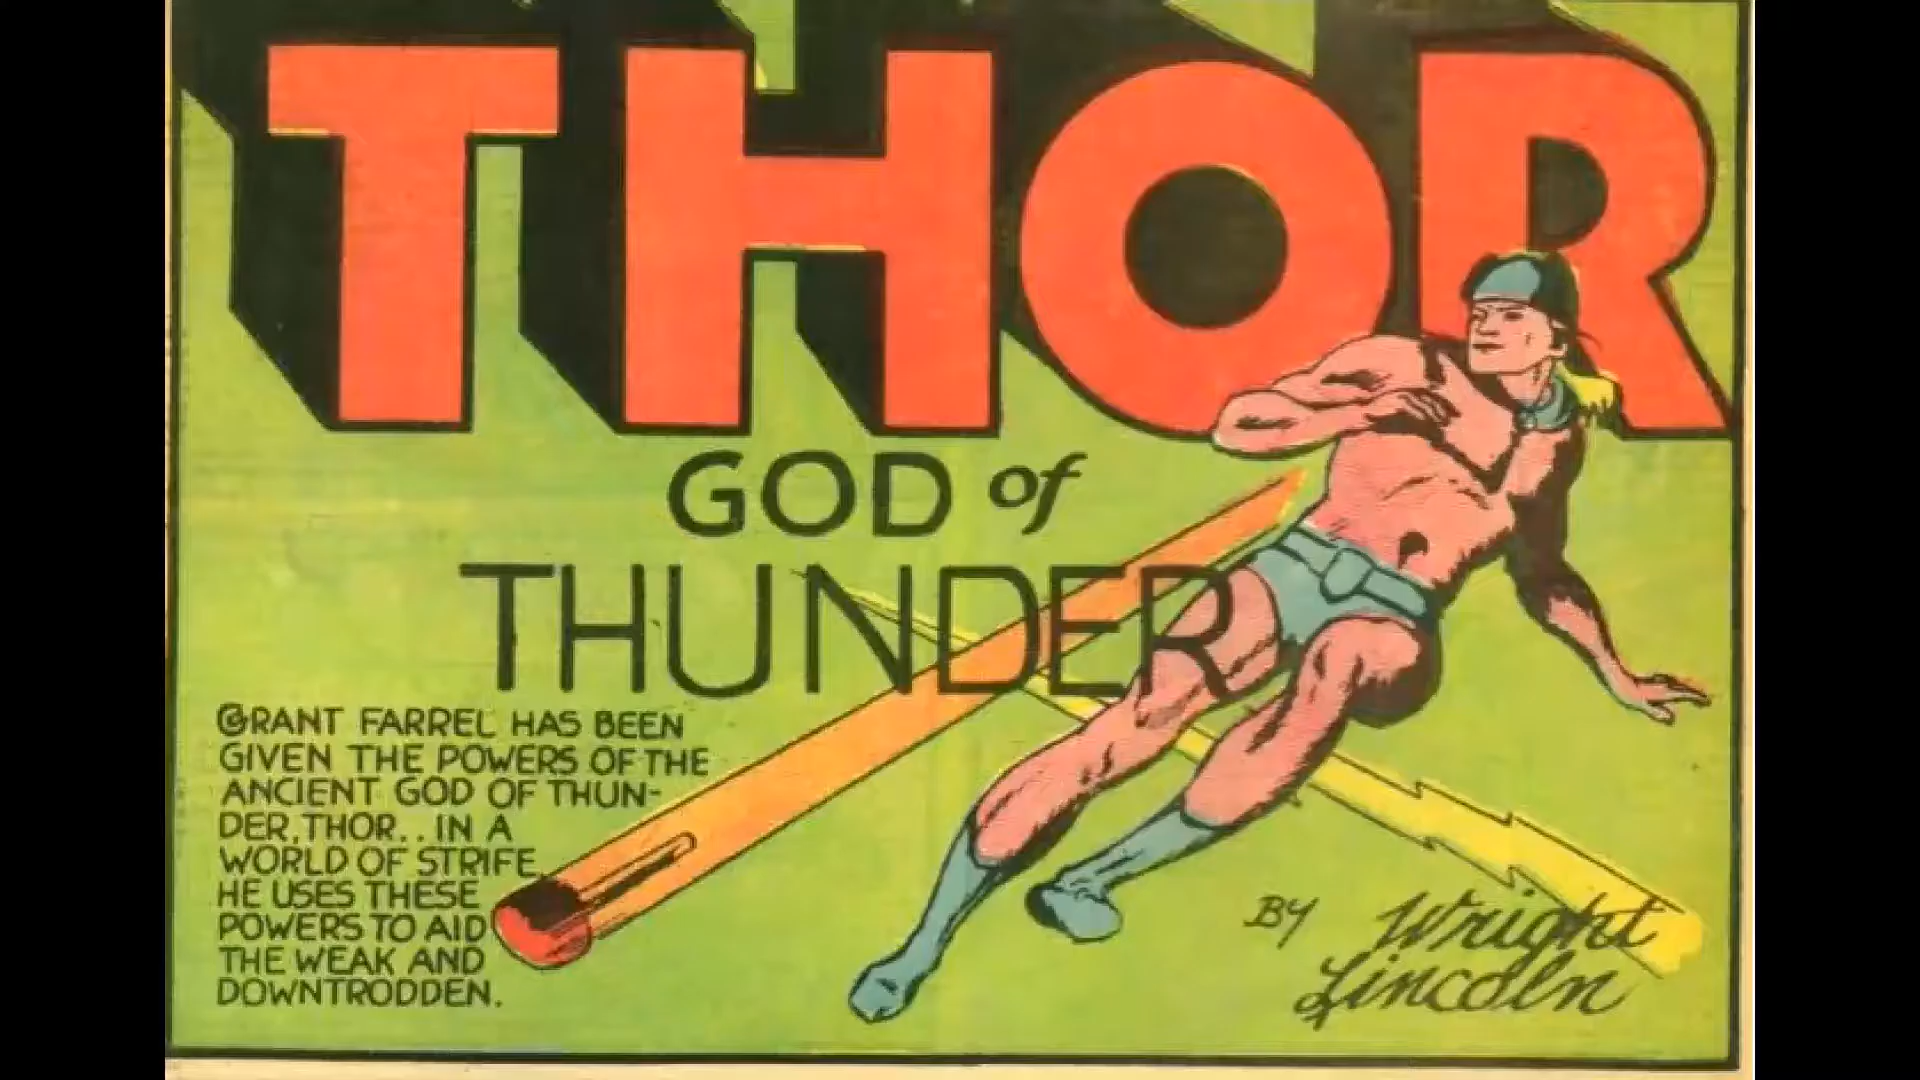 THOR
GOD of
THUNDER
GRANT FARREL HAS BEEN
GIVEN THE POWERS OF THE
ANCIENT GOD OF THUN-
DER, THOR.. IN A
WORLD OF STRIFE
HE USES THESE
POWERS TO AID
THE WEAK AND
DOWNTRODDEN.
BY Wright
Lincoln